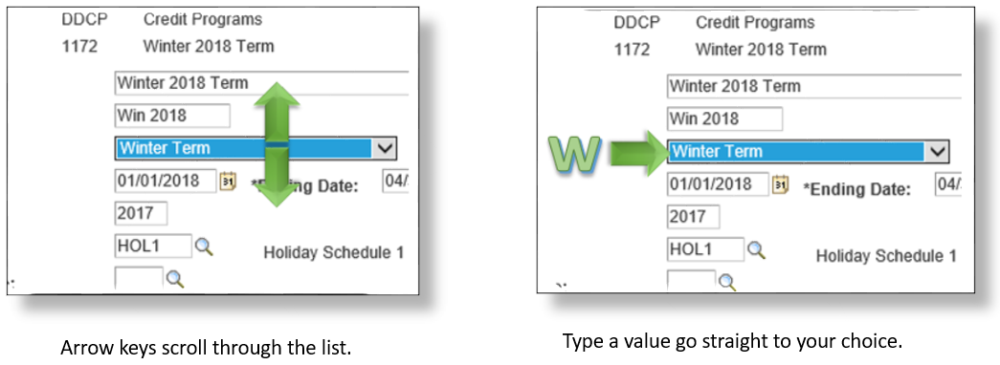 DDCP Credit Programs
1172 Winter 2018 Term
Winter 2018 Term
Win 2018
Winter Term
01/01/2018 31 *Ending Date: 04/
2017
HOL1 Holiday Schedule 1
Arrow keys scroll through the list.
DDCP Credit Programs
1172 Winter 2018 Term
Winter 2018 Term
Win 2018
W Winter Term
01/01/2018 31 *Ending Date: 04/
2017
HOL1 Holiday Schedule 1
Type a value go straight to your choice.